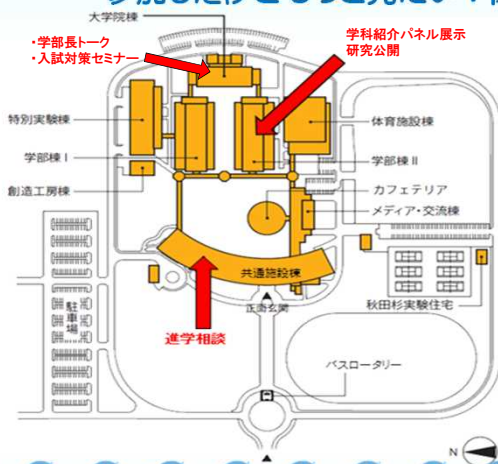 大学院棟
・学部長トーク
・入試対策セミナー
学科紹介パネル展示
研究公開
特別実験棟
体育施設棟
学部棟Ⅰ
学部棟Ⅱ
創造工房棟
カフェテリア
メディア・交流棟
共通施設棟
正面玄関
秋田杉実験住宅
駐車場
進学相談
バスロータリー
N